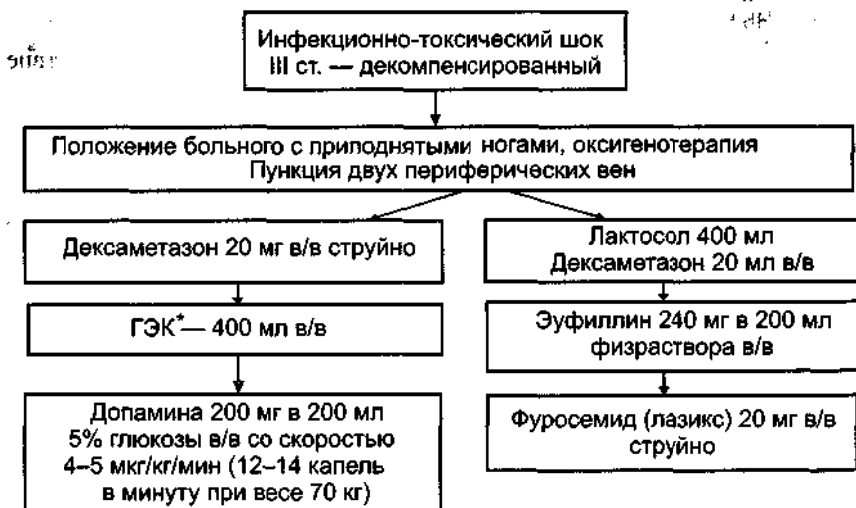 Инфекционно-токсический шок
III ст. — декомпенсированный
Положение больного с приподнятыми ногами, оксигенотерапия
Пункция двух периферических вен
Дексаметазон 20 мг в/в струйно
ГЭК*— 400 мл в/в
Допамина 200 мг в 200 мл
5% глюкозы в/в со скоростью
4–5 мкг/кг/мин (12–14 капель
в минуту при весе 70 кг)
Лактосол 400 мл
Дексаметазон 20 мл в/в
Эуфиллин 240 мг в 200 мл
физраствора в/в
Фуросемид (лазикс) 20 мг в/в
струйно